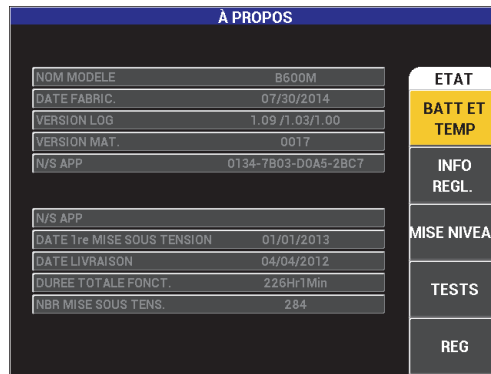 À PROPOS
NOM MODELE B600M
DATE FABRIC. 07/30/2014
VERSION LOG 1.09 /1.03/1.00
VERSION MAT. 0017
N/S APP 0134-7B03-D0A5-2BC7
N/S APP
DATE 1re MISE SOUS TENSION 01/01/2013
DATE LIVRAISON 04/04/2012
DUREE TOTALE FONCT. 226Hr1Min
NBR MISE SOUS TENS. 284
ETAT
BATT ET
TEMP
INFO
REGL.
MISE NIVEA
TESTS
REG